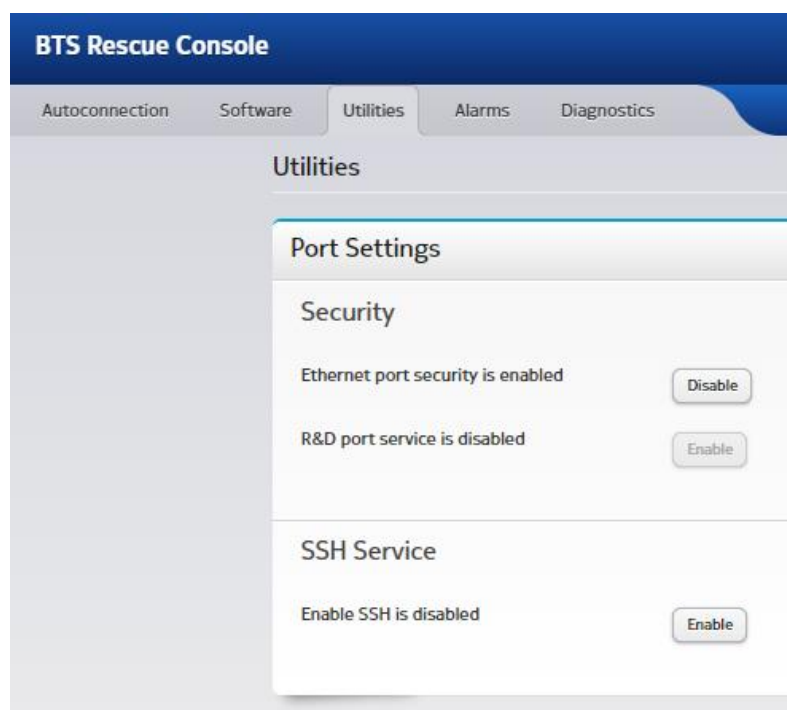 BTS Rescue Console
Autoconnection Software Utilities Alarms Diagnostics
Utilities
Port Settings
Security
Ethernet port security is enabled Disable
R&D port service is disabled Enable
SSH Service
Enable SSH is disabled Enable